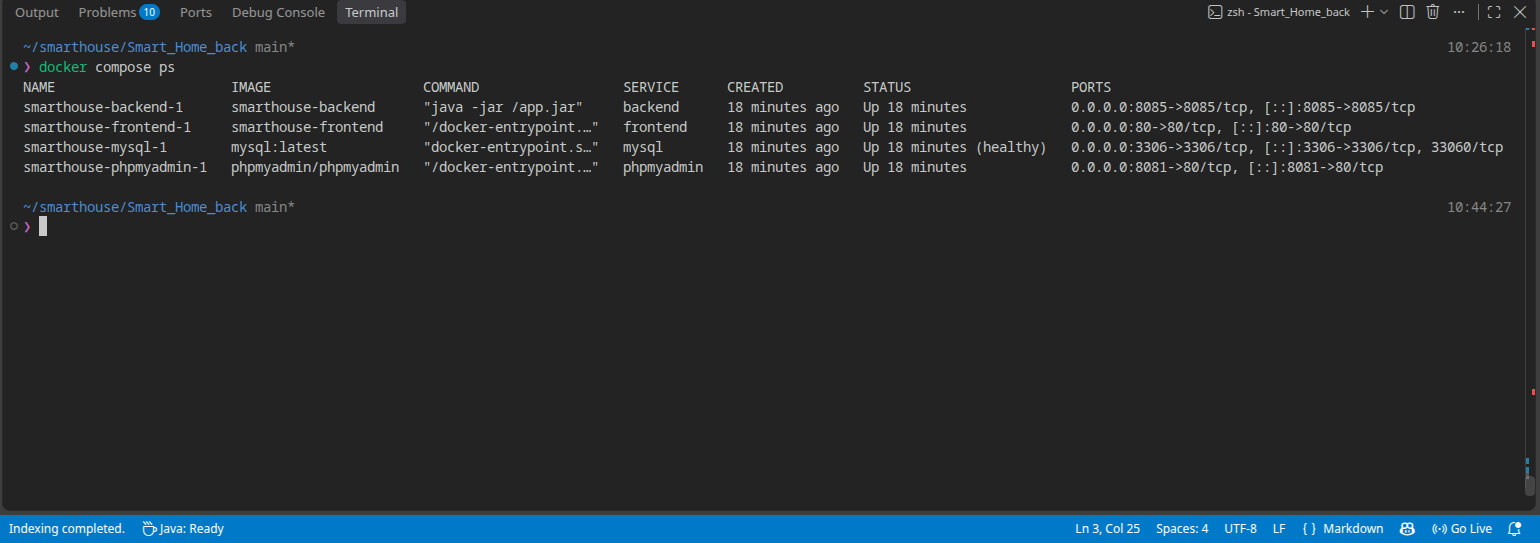 Output Problems 10 Ports Debug Console Terminal zsh - Smart_Home_back
~/smarthouse/Smart_Home_back main* 10:26:18
❯ docker compose ps
NAME IMAGE COMMAND SERVICE CREATED STATUS PORTS
smarthouse-backend-1 smarthouse-backend "java -jar /app.jar" backend 18 minutes ago Up 18 minutes 0.0.0.0:8085->8085/tcp, [::]:8085->8085/tcp
smarthouse-frontend-1 smarthouse-frontend "/docker-entrypoint.…" frontend 18 minutes ago Up 18 minutes 0.0.0.0:80->80/tcp, [::]:80->80/tcp
smarthouse-mysql-1 mysql:latest "docker-entrypoint.s…" mysql 18 minutes ago Up 18 minutes (healthy) 0.0.0.0:3306->3306/tcp, [::]:3306->3306/tcp, 33060/tcp
smarthouse-phpmyadmin-1 phpmyadmin/phpmyadmin "/docker-entrypoint.…" phpmyadmin 18 minutes ago Up 18 minutes 0.0.0.0:8081->80/tcp, [::]:8081->80/tcp
~/smarthouse/Smart_Home_back main* 10:44:27
❯
Indexing completed. Java: Ready Ln 3, Col 25 Spaces: 4 UTF-8 LF { } Markdown Go Live